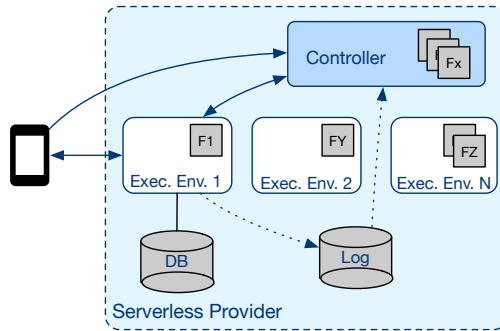 Controller
Fx
F1
FY
FZ
Exec. Env. 1
Exec. Env. 2
Exec. Env. N
DB
Log
Serverless Provider